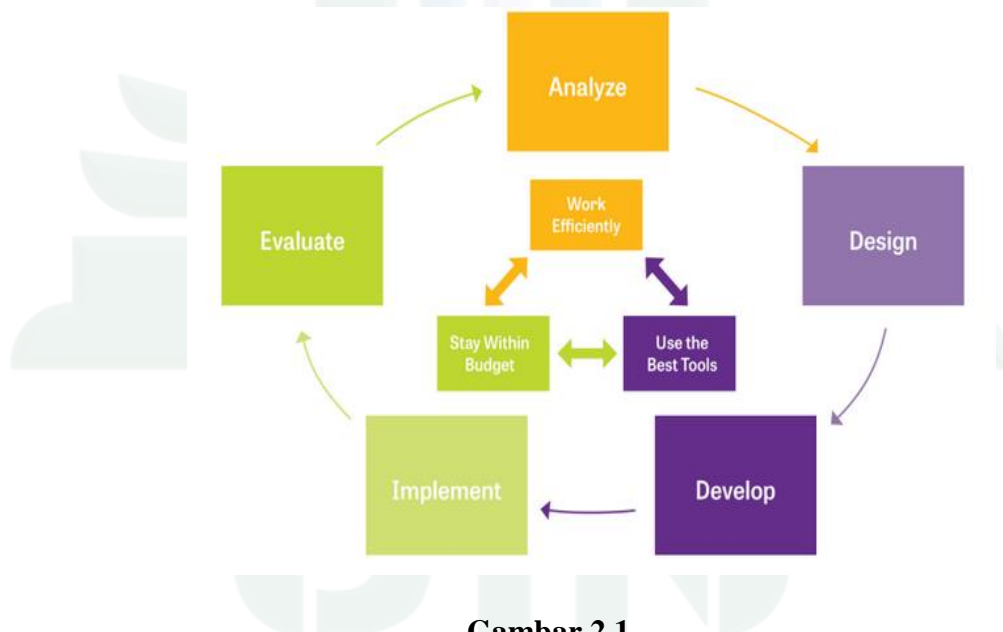 Analyze
Work
Efficiently
Evaluate
Design
Stay Within
Budget
Use the
Best Tools
Implement
Develop
Gambar 2.1